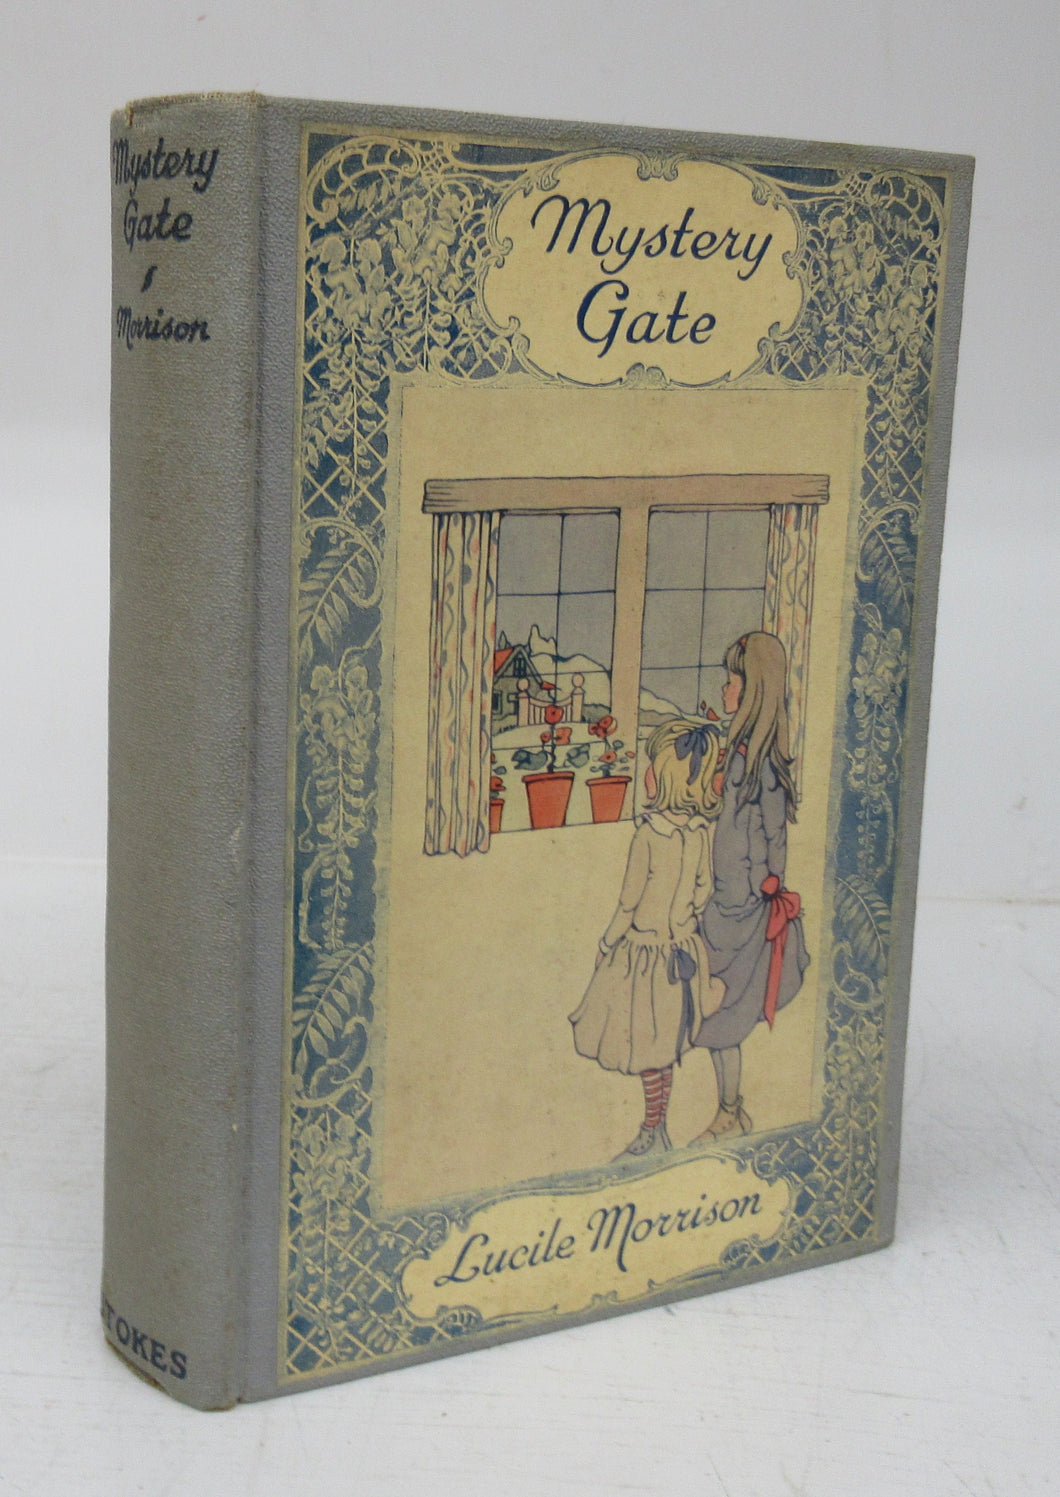 Mystery
Gate
Morrison
STOKES
Mystery
Gate
Lucile Morrison